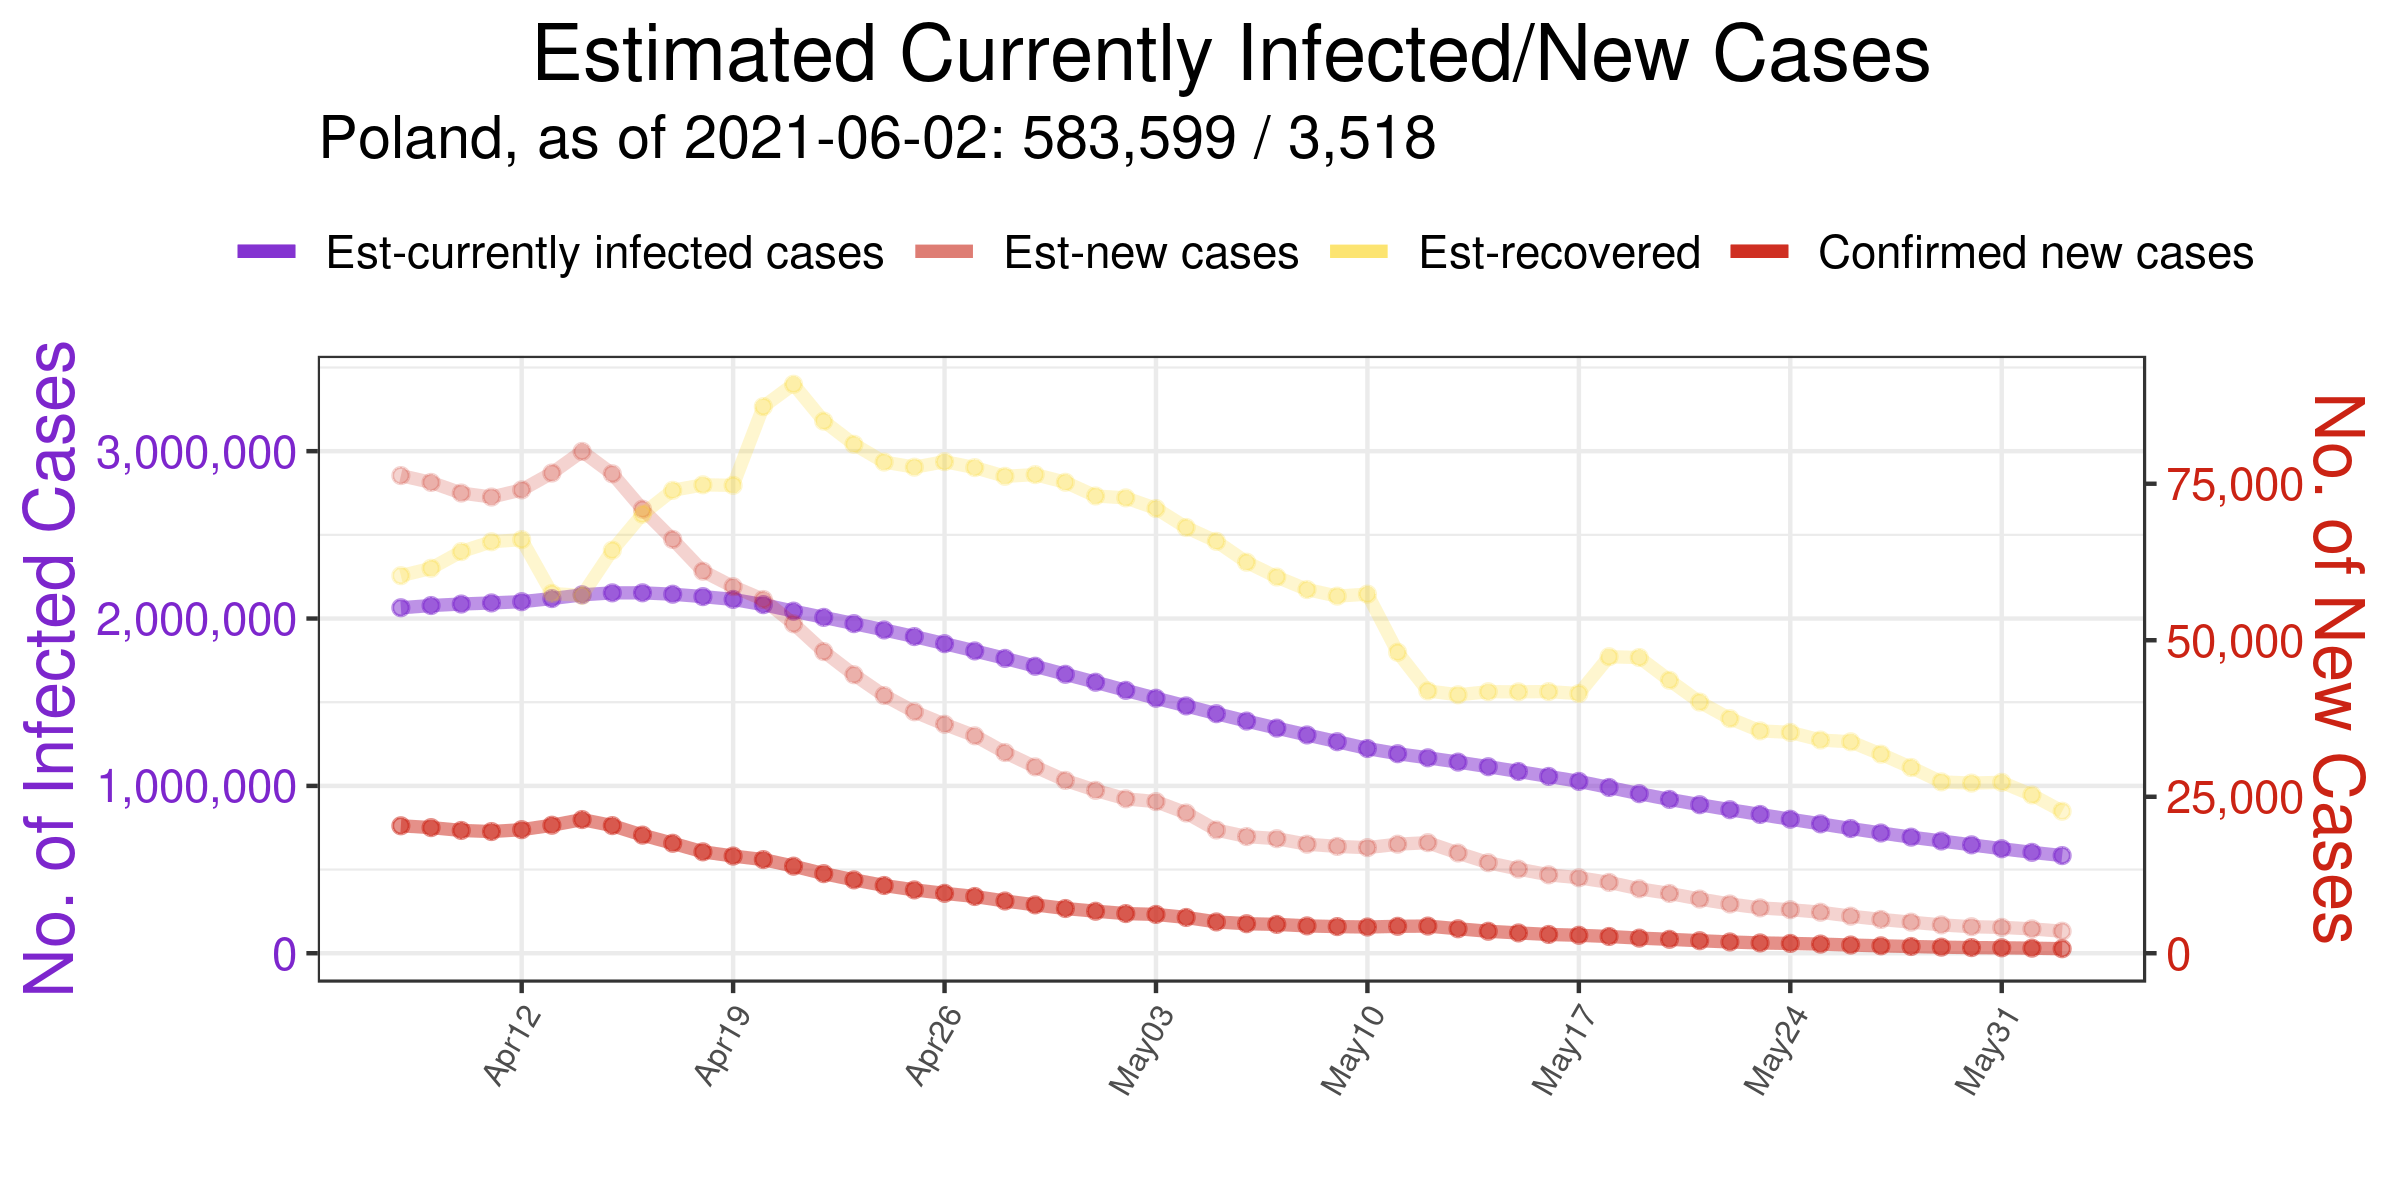 Estimated Currently Infected/New Cases
Poland, as of 2021-06-02: 583,599 / 3,518
Est-currently infected cases Est-new cases Est-recovered Confirmed new cases
No. of Infected Cases
3,000,000
2,000,000
1,000,000
0
75,000
50,000
25,000
0
No. of New Cases
Apr12 Apr19 Apr26 May03 May10 May17 May24 May31